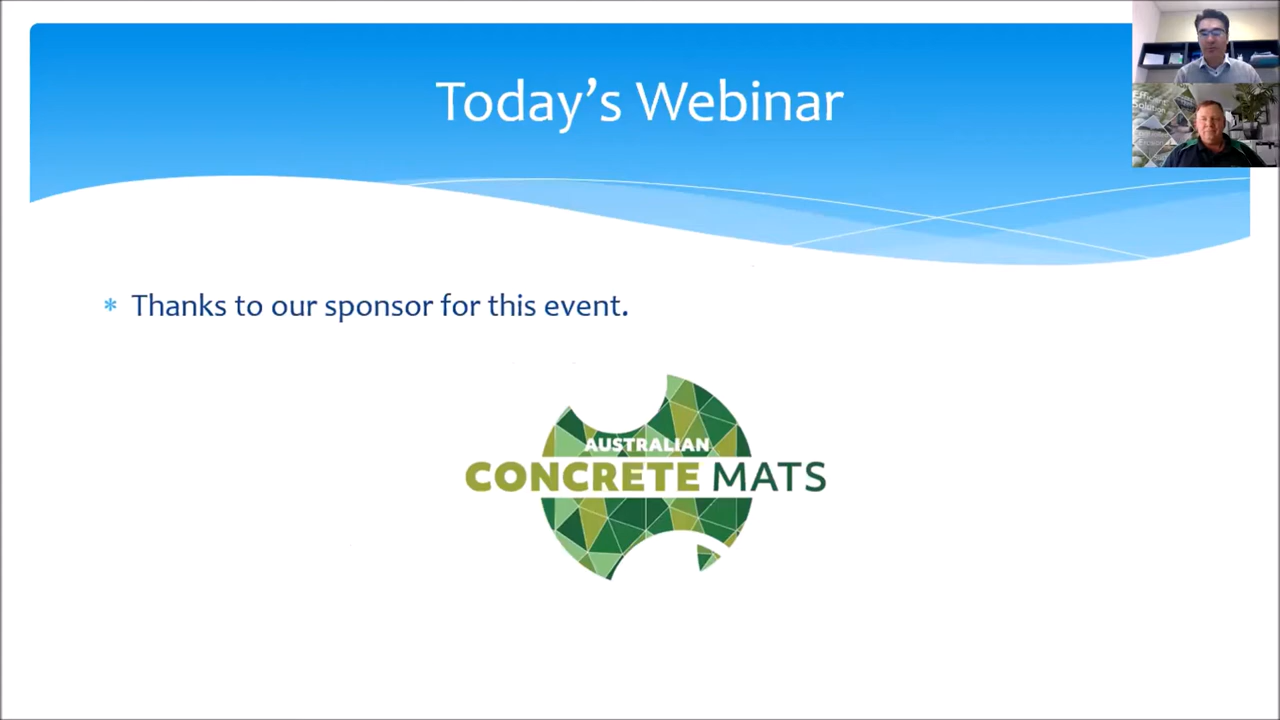 Today’s Webinar
* Thanks to our sponsor for this event.
AUSTRALIAN
CONCRETE MATS